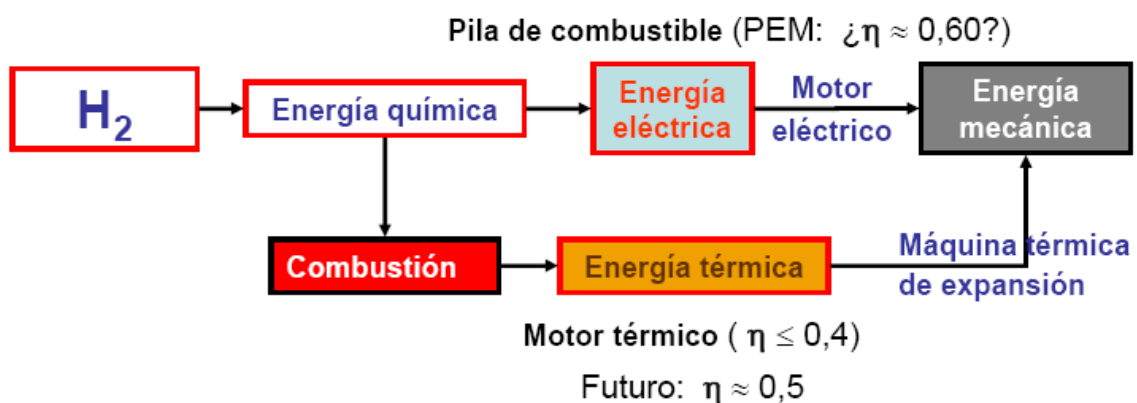 Pila de combustible (PEM: ¿η ≈ 0,60?)
H₂
Energía química
Energía
eléctrica
Motor
eléctrico
Energía
mecánica
Combustión
Energía térmica
Máquina térmica
de expansión
Motor térmico ( η ≤ 0,4)
Futuro: η ≈ 0,5